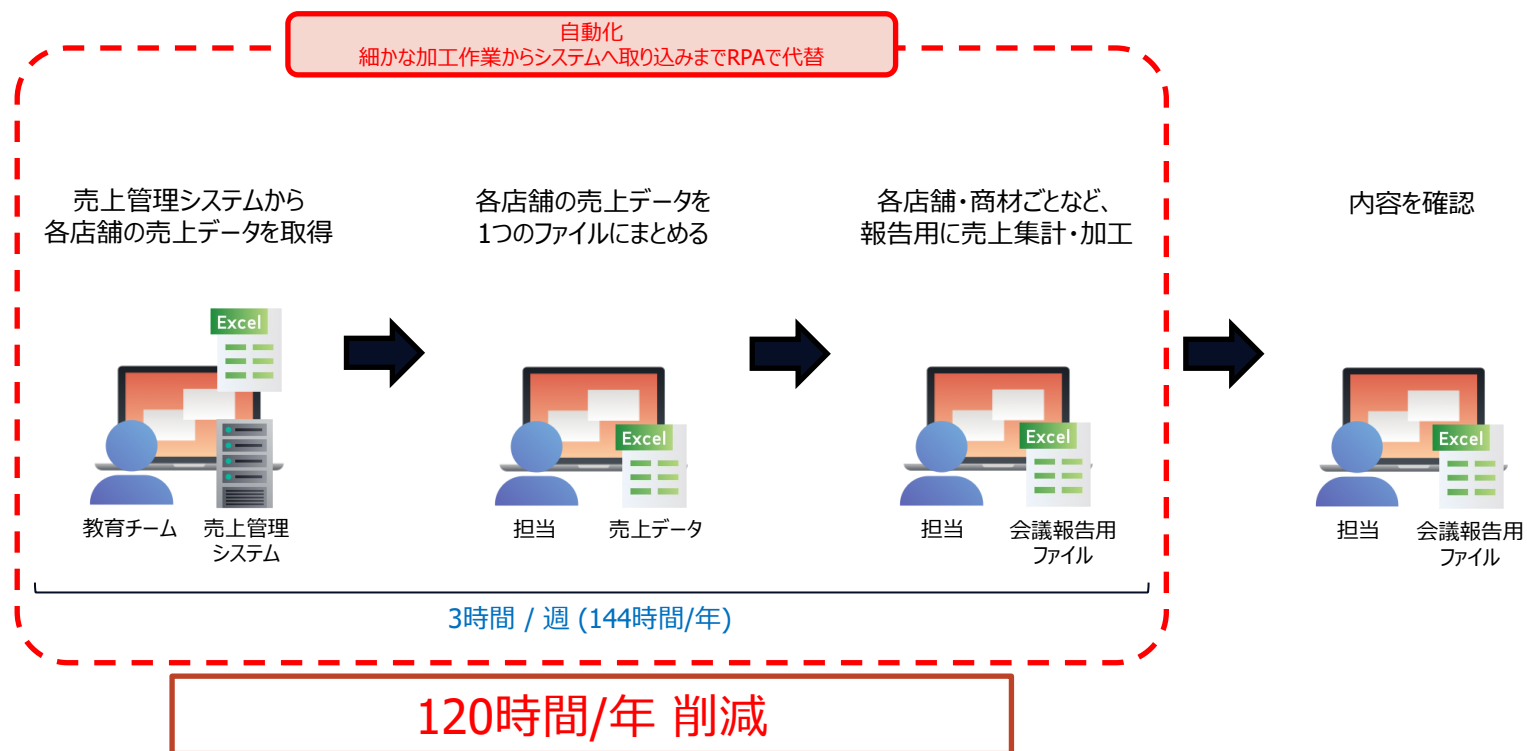 自動化
細かな加工作業からシステムへ取り込みまでRPAで代替
売上管理システムから
各店舗の売上データを取得
各店舗の売上データを
1つのファイルにまとめる
各店舗・商材ごとなど、
報告用に売上集計・加工
内容を確認
Excel
Excel
Excel
Excel
教育チーム
売上管理
システム
担当
売上データ
担当
会議報告用
ファイル
担当
会議報告用
ファイル
3時間 / 週 (144時間/年)
120時間/年 削減